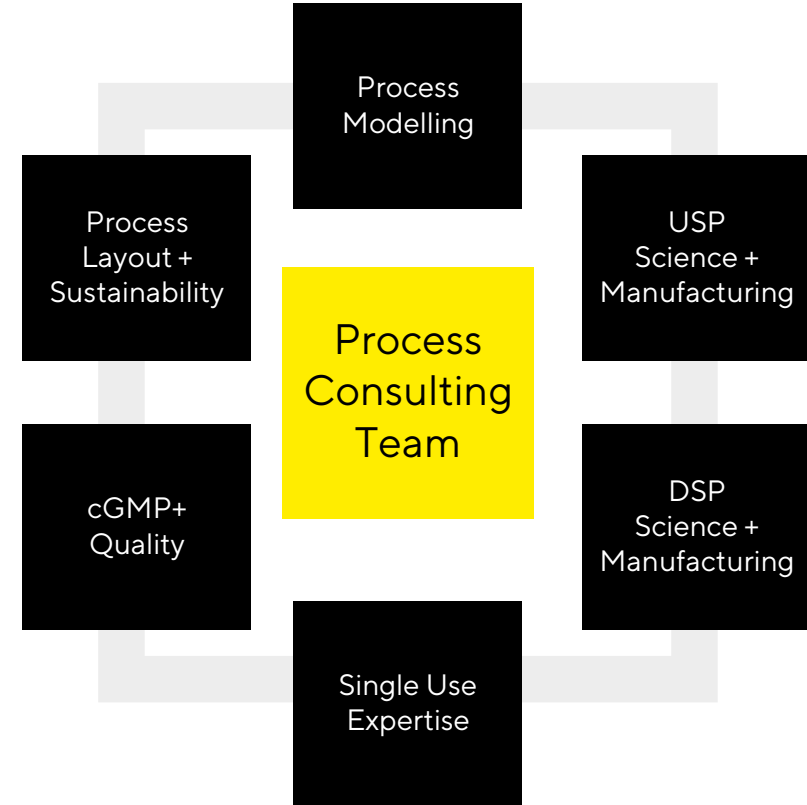 Process
Modelling
Process
Layout +
Sustainability
USP
Science +
Manufacturing
Process
Consulting
Team
cGMP+
Quality
DSP
Science +
Manufacturing
Single Use
Expertise